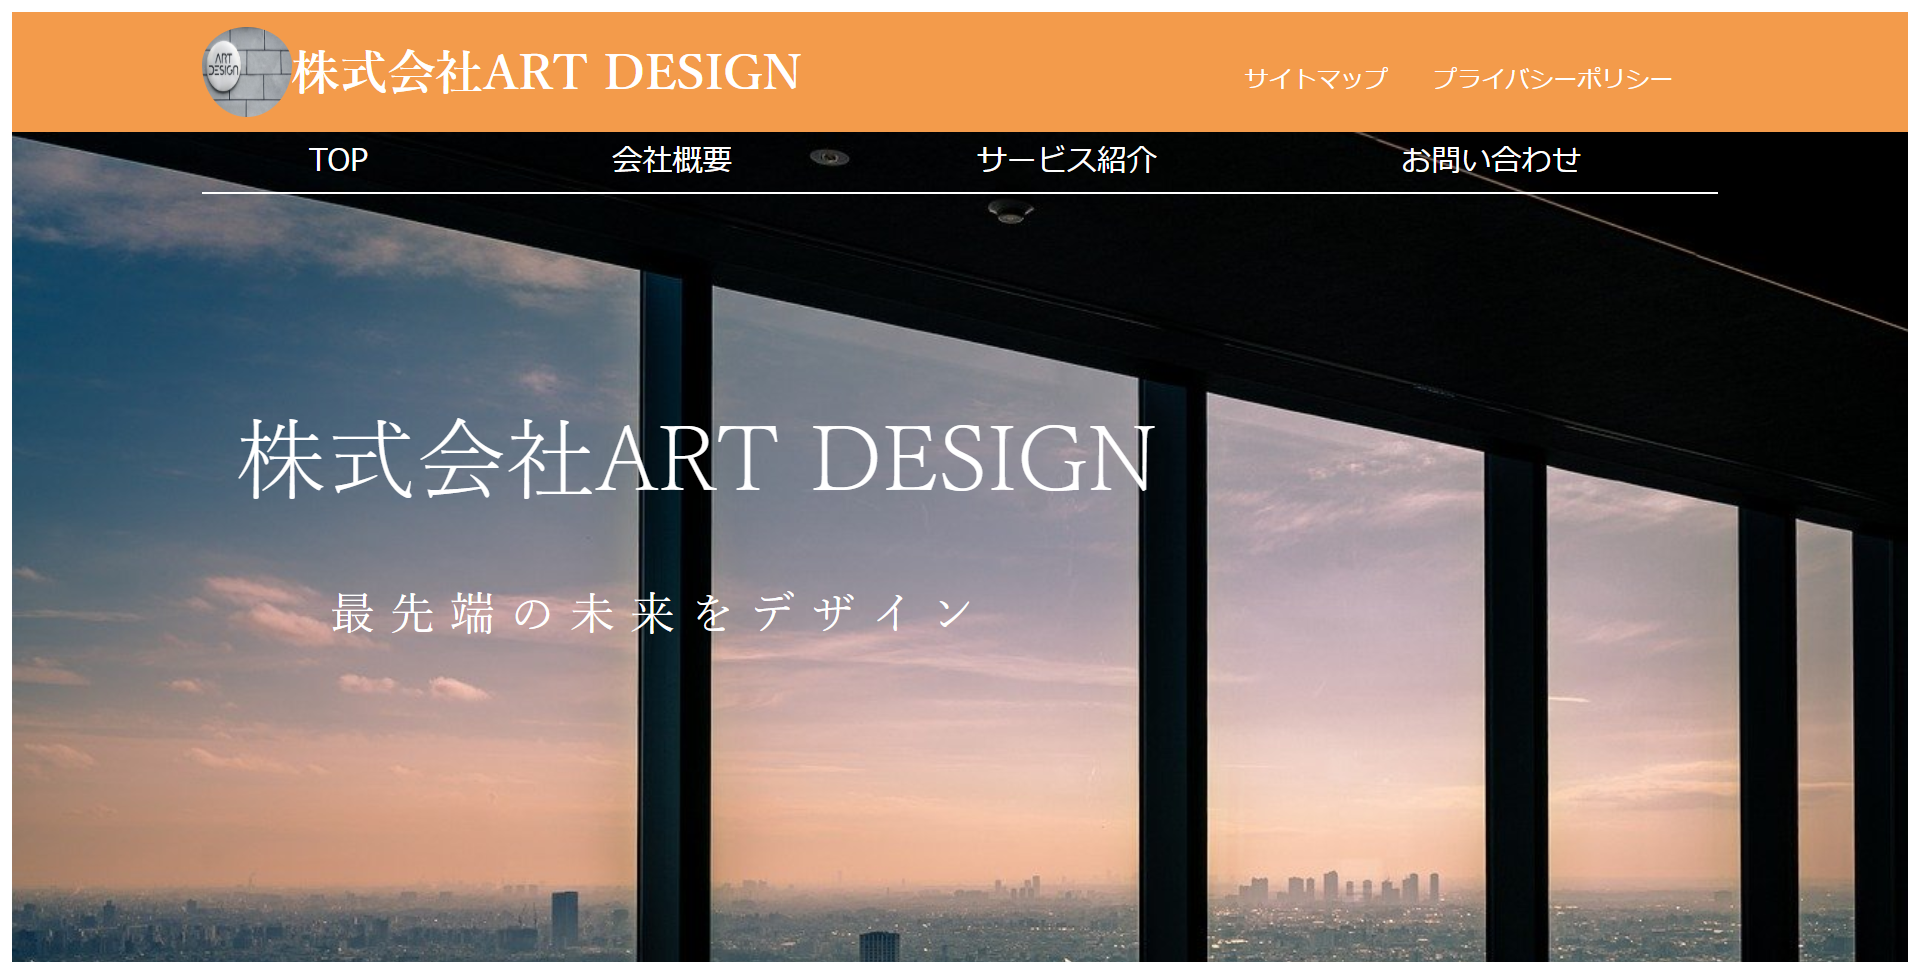 ART
DESIGN
株式会社ART DESIGN
サイトマップ プライバシーポリシー
TOP 会社概要 サービス紹介 お問い合わせ
株式会社ART DESIGN
最先端の未来をデザイン